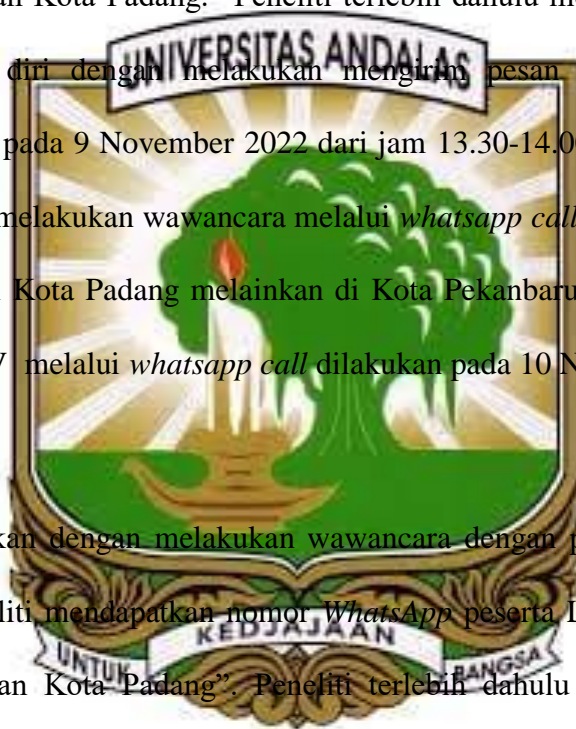 an Kota Padang." Peneliti terlebih dahulu
UNIVERSITAS ANDALAS
diri dengan melakukan mengirim pesan
pada 9 November 2022 dari jam 13.30-14.0
melakukan wawancara melalui whatsapp call
Kota Padang melainkan di Kota Pekanbaru
melalui whatsapp call dilakukan pada 10 N
kan dengan melakukan wawancara dengan p
liti mendapatkan nomor WhatsApp peserta
KEDJAJAAN
UNTUK BANGSA
an Kota Padang". Peneliti terlebih dahulu